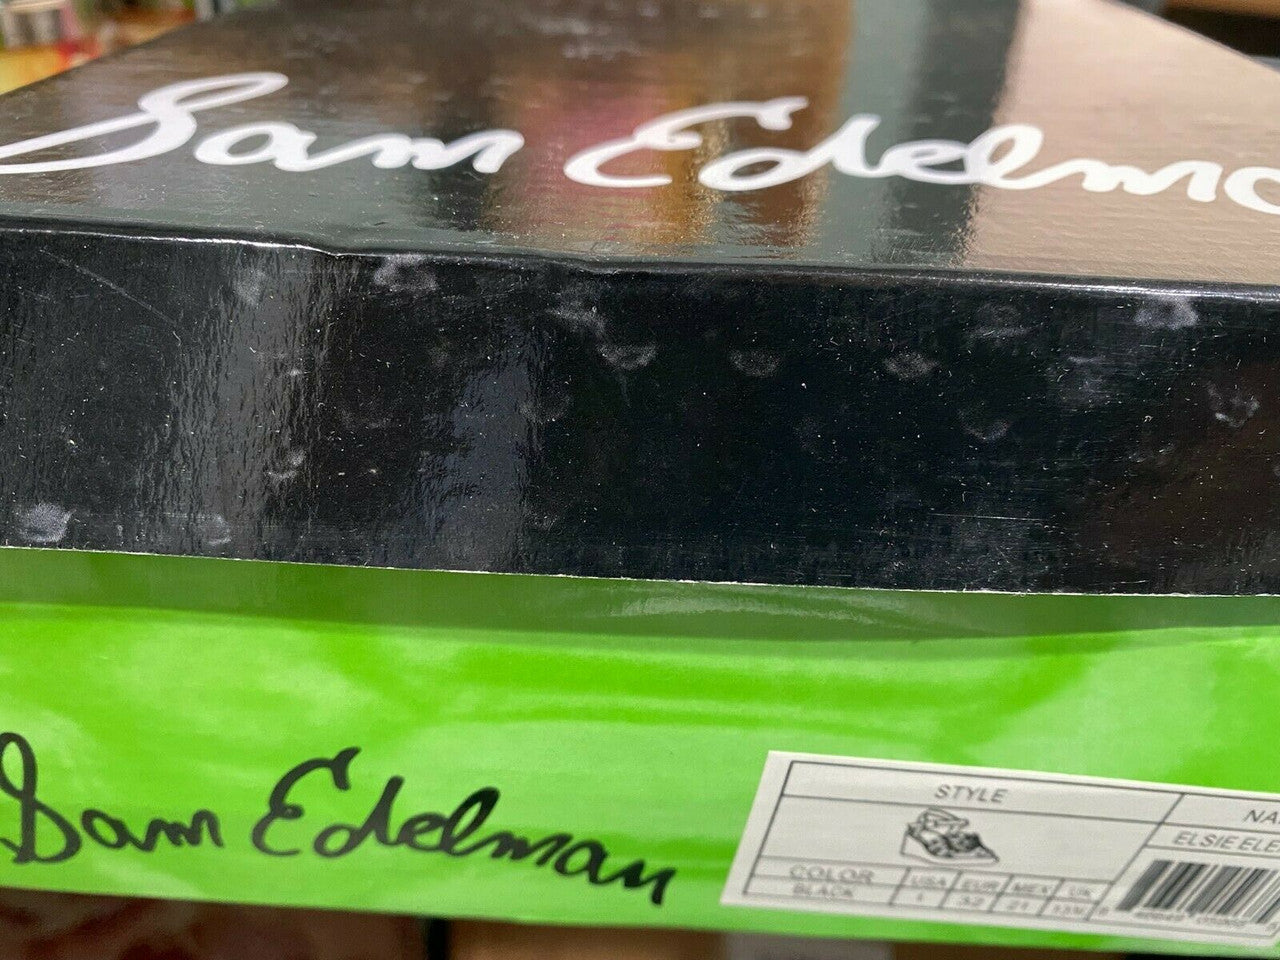 Sam Edelma
Sam Edelman
STYLE
NA
ELSIE ELE
COLOR USA EUR MEX UK
BLACK 1 32 21